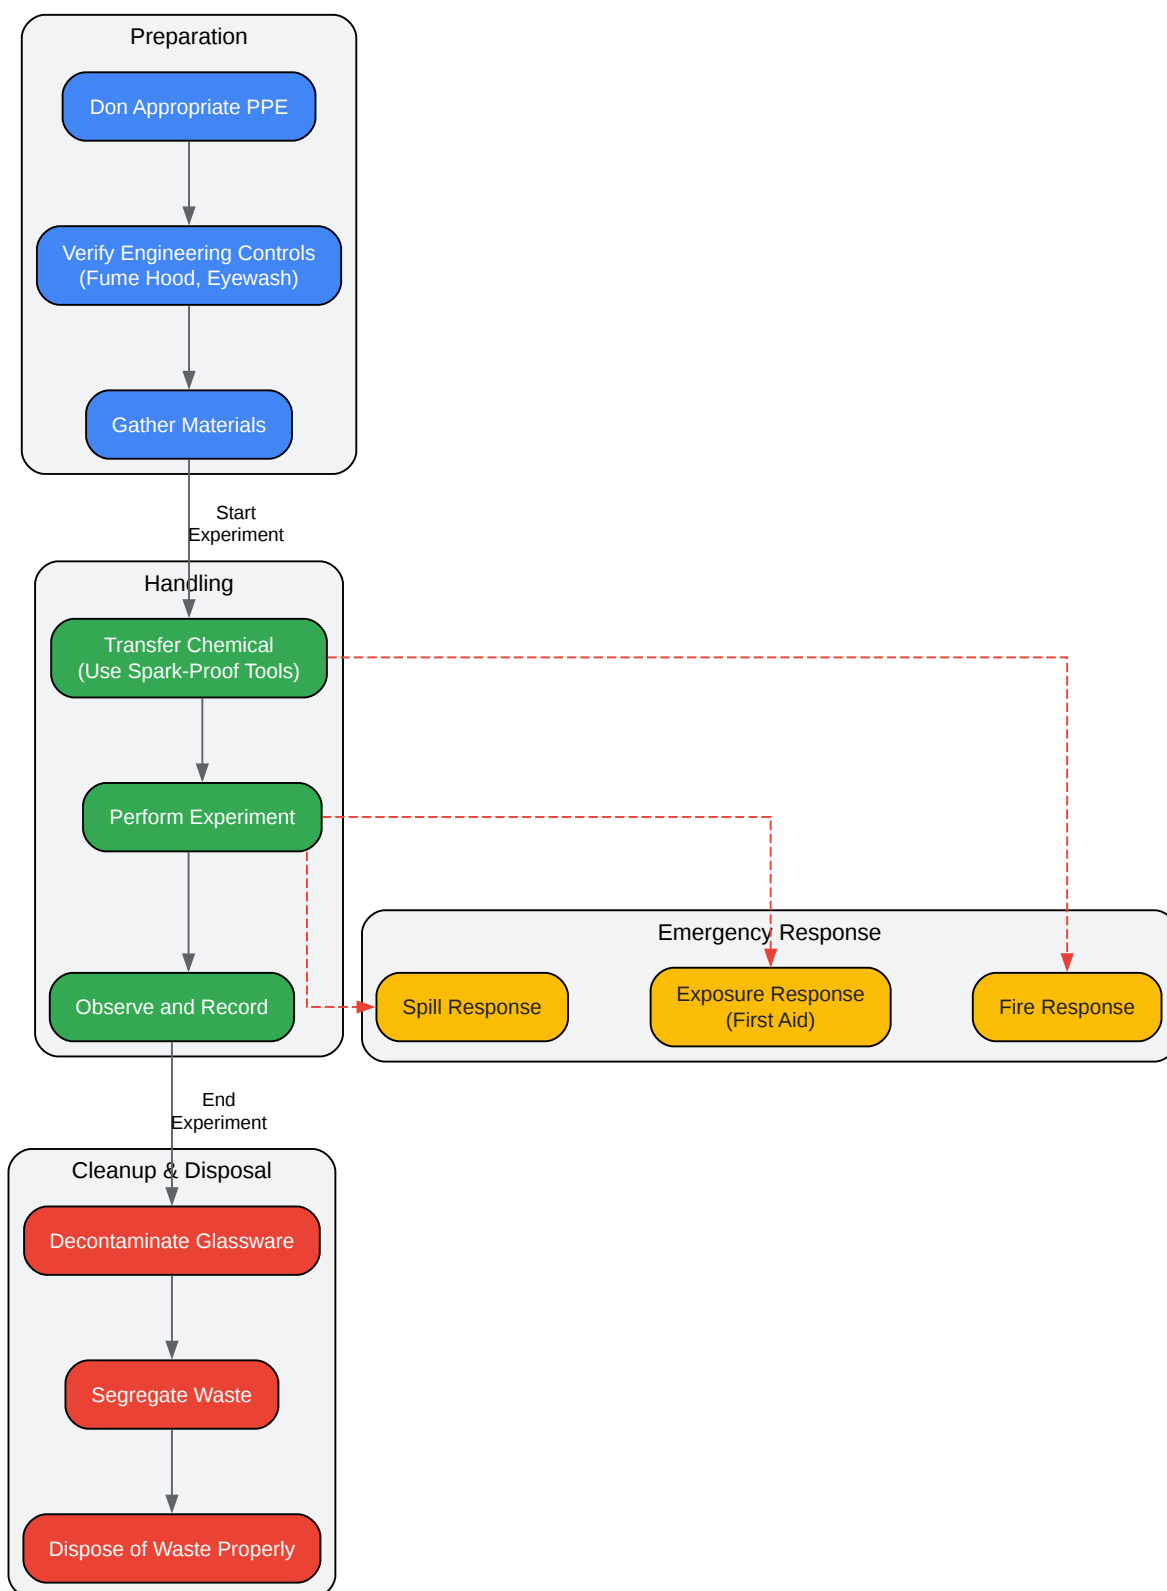 Preparation
Don Appropriate PPE
Verify Engineering Controls
(Fume Hood, Eyewash)
Gather Materials
Start
Experiment
Handling
Transfer Chemical
(Use Spark-Proof Tools)
Perform Experiment
Observe and Record
Emergency Response
Spill Response
Exposure Response
(First Aid)
Fire Response
End
Experiment
Cleanup & Disposal
Decontaminate Glassware
Segregate Waste
Dispose of Waste Properly